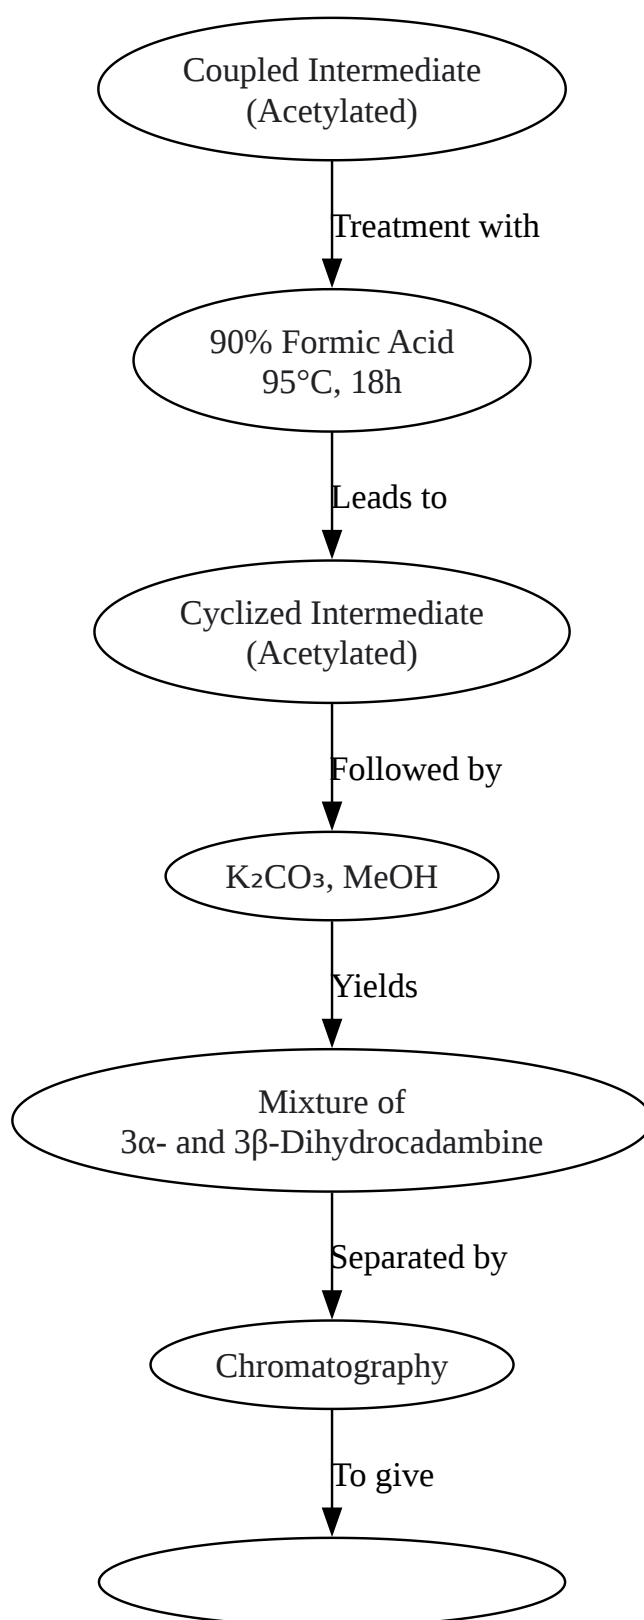 Coupled Intermediate
(Acetylated)
Treatment with
90% Formic Acid
95°C, 18h
Leads to
Cyclized Intermediate
(Acetylated)
Followed by
K₂CO₃, MeOH
Yields
Mixture of
3α- and 3β-Dihydrocadambine
Separated by
Chromatography
To give